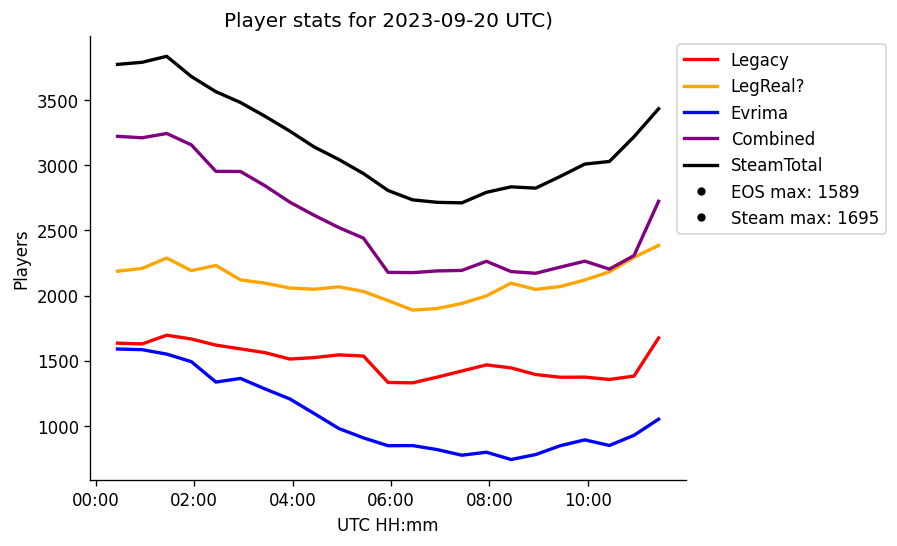 Player stats for 2023-09-20 UTC)
Legacy
LegReal?
Evrima
Combined
SteamTotal
EOS max: 1589
Steam max: 1695
3500
3000
2500
2000
1500
1000
Players
00:00 02:00 04:00 06:00 08:00 10:00
UTC HH:mm